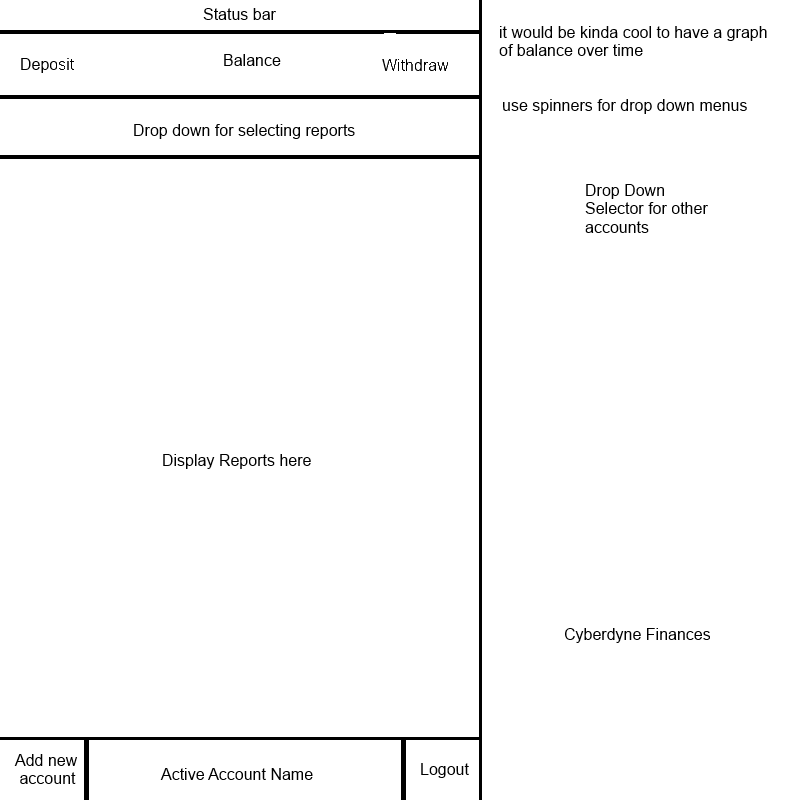 Status bar
Deposit
Balance
Withdraw
Drop down for selecting reports
Display Reports here
Add new
account
Active Account Name
Logout
it would be kinda cool to have a graph
of balance over time
use spinners for drop down menus
Drop Down
Selector for other
accounts
Cyberdyne Finances